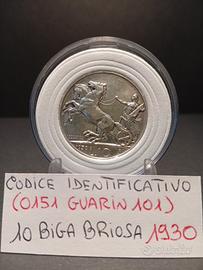 CODICE IDENTIFICATIVO
(0151 GUARIN 101)
10 BIGA BRIOSA 1930